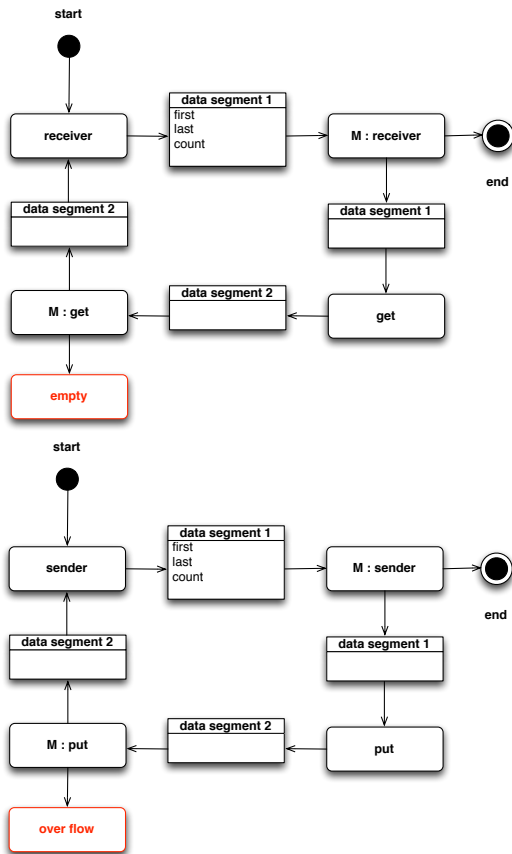 start
receiver
data segment 1
first
last
count
M : receiver
end
data segment 2
data segment 1
M : get
data segment 2
get
empty
start
sender
data segment 1
first
last
count
M : sender
end
data segment 2
data segment 1
M : put
data segment 2
put
over flow